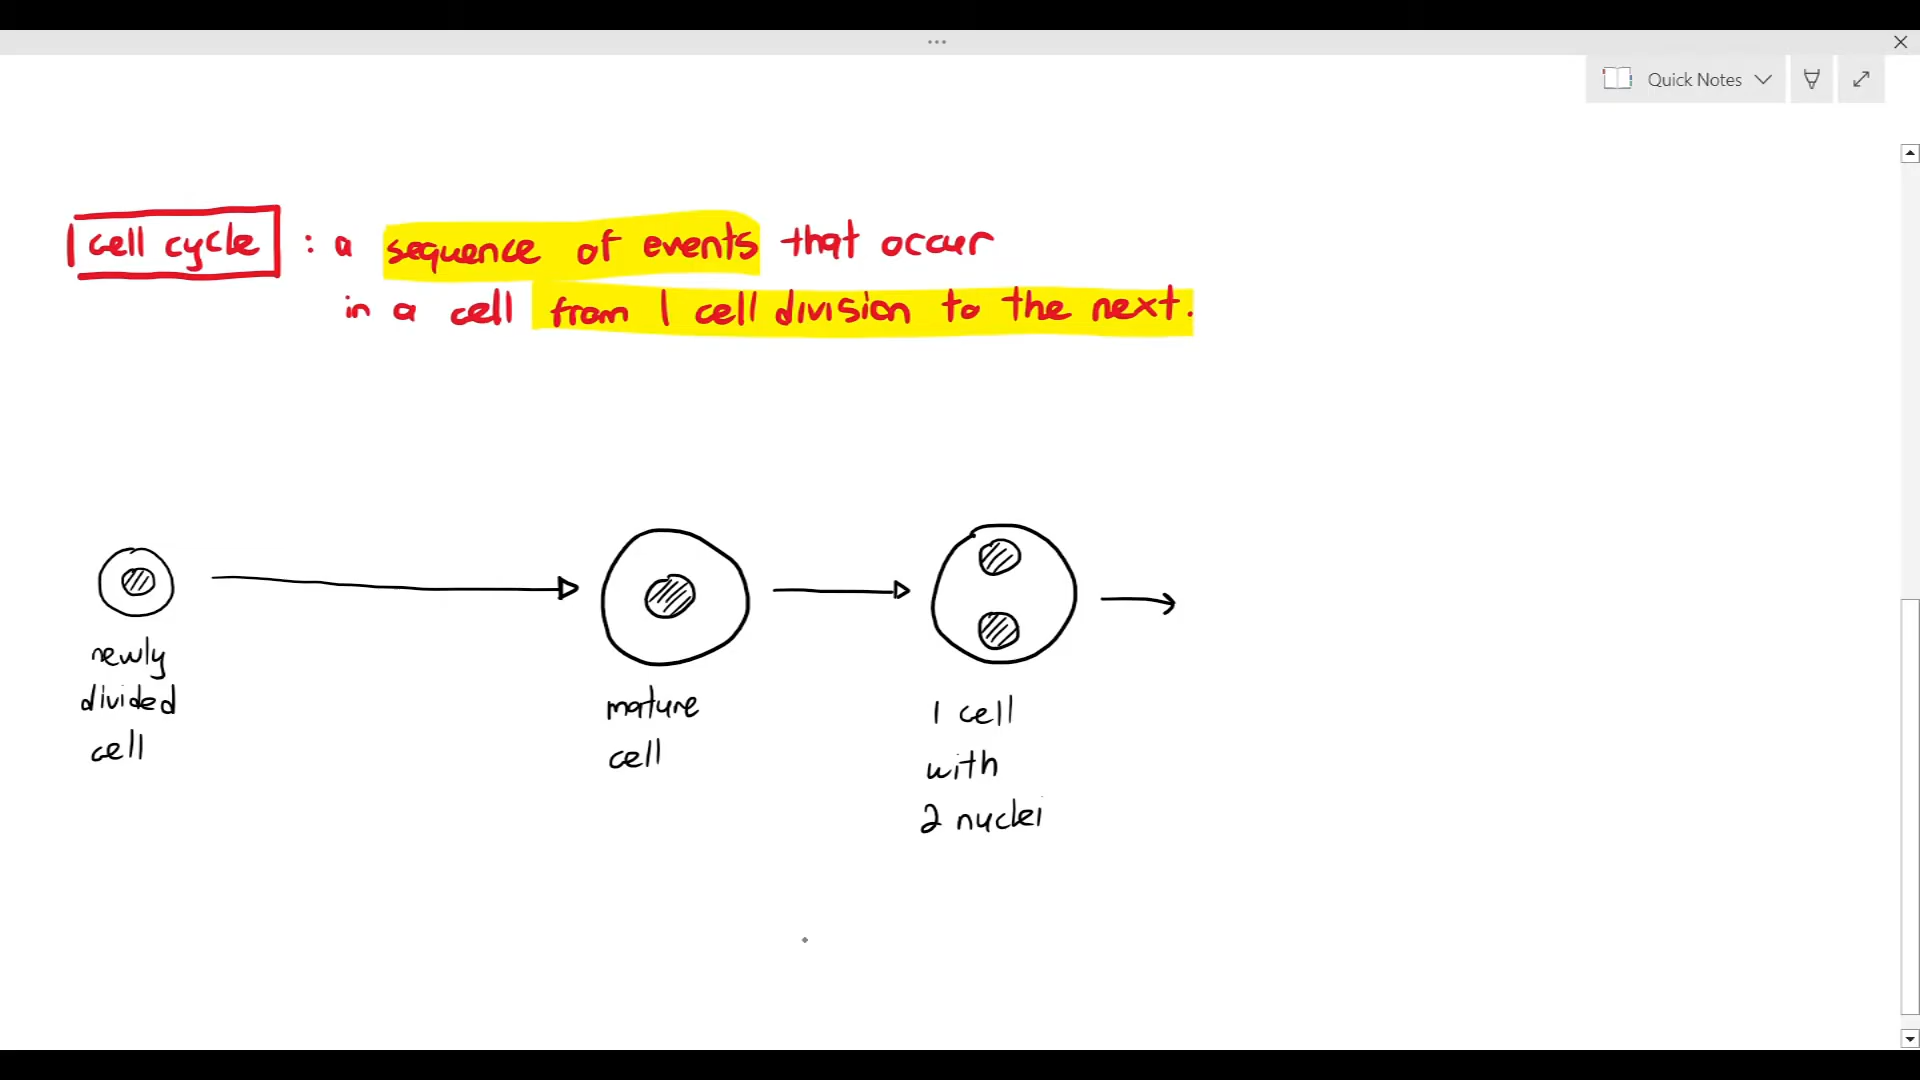 Quick Notes
cell cycle : a sequence of events that occur
in a cell from 1 cell division to the next.
newly
divided
cell
mature
cell
1 cell
with
2 nuclei